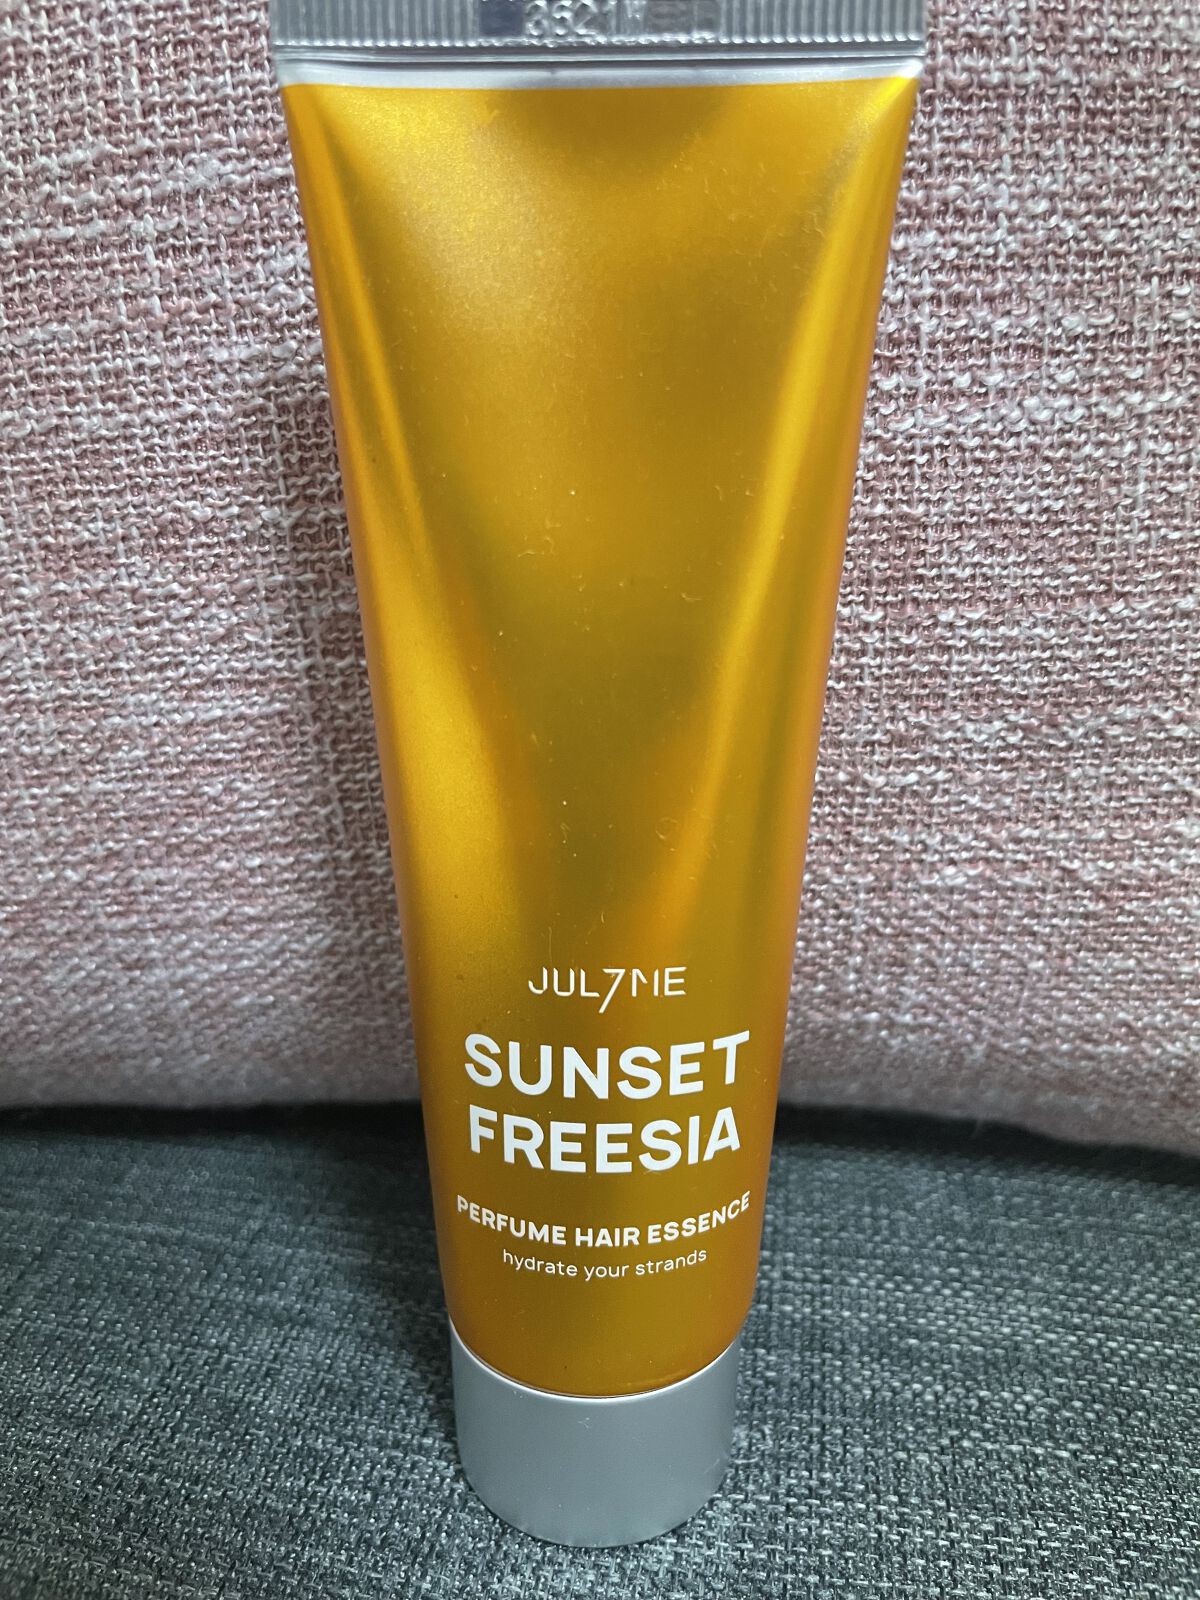 JUL7ME
SUNSET
FREESIA
PERFUME HAIR ESSENCE
hydrate your strands